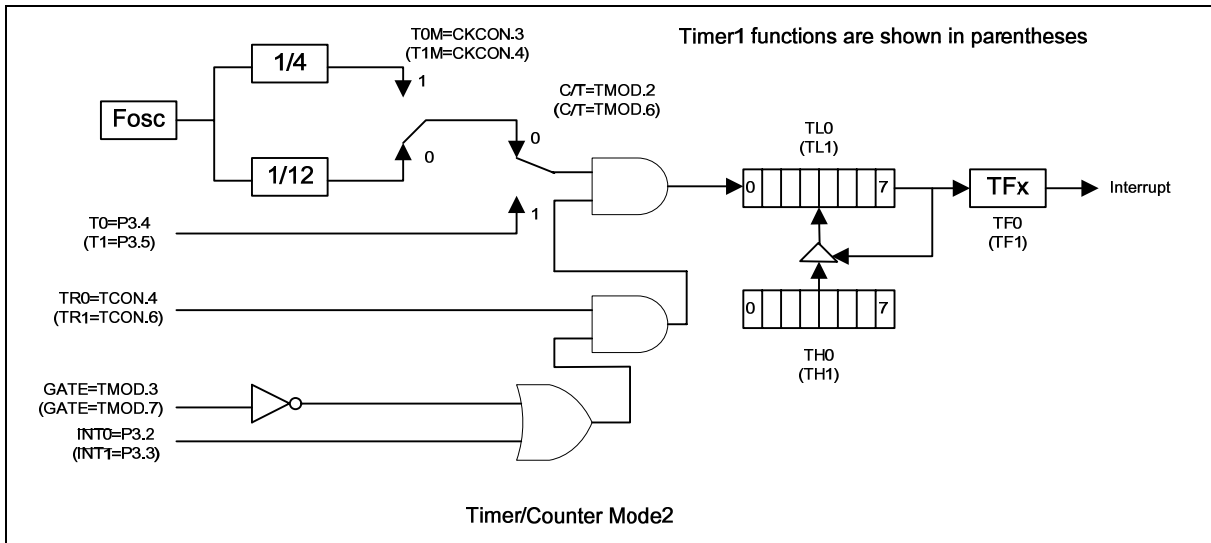 T0M=CKCON.3
(T1M=CKCON.4)
Timer1 functions are shown in parentheses
1/4
1
C/T=TMOD.2
(C/T=TMOD.6)
Fosc
0
0
TL0
(TL1)
1/12
0 7
TFx
Interrupt
T0=P3.4
(T1=P3.5)
1
TF0
(TF1)
TR0=TCON.4
(TR1=TCON.6)
0 7
TH0
(TH1)
GATE=TMOD.3
(GATE=TMOD.7)
INT0=P3.2
(INT1=P3.3)
Timer/Counter Mode2